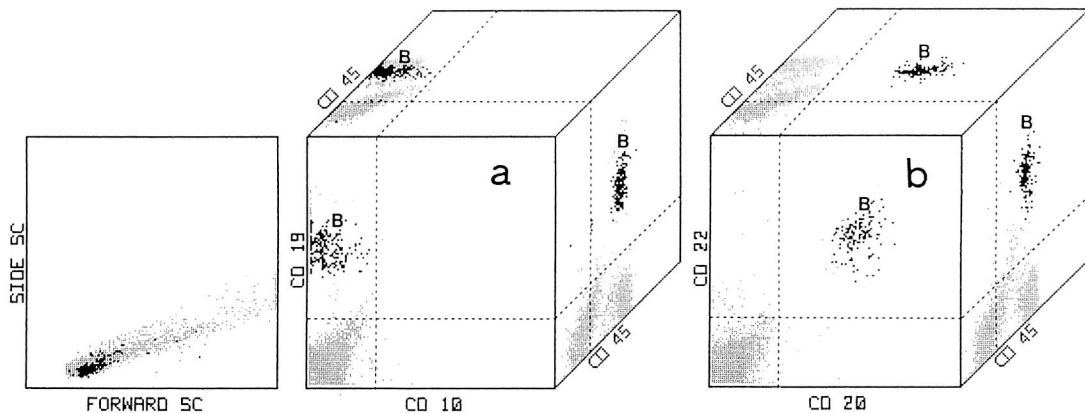 SIDE SC
FORWARD SC
CD 45
B
B
B
a
CD 19
CD 10
CD 45
CD 45
B
B
B
b
CD 22
CD 20
CD 45